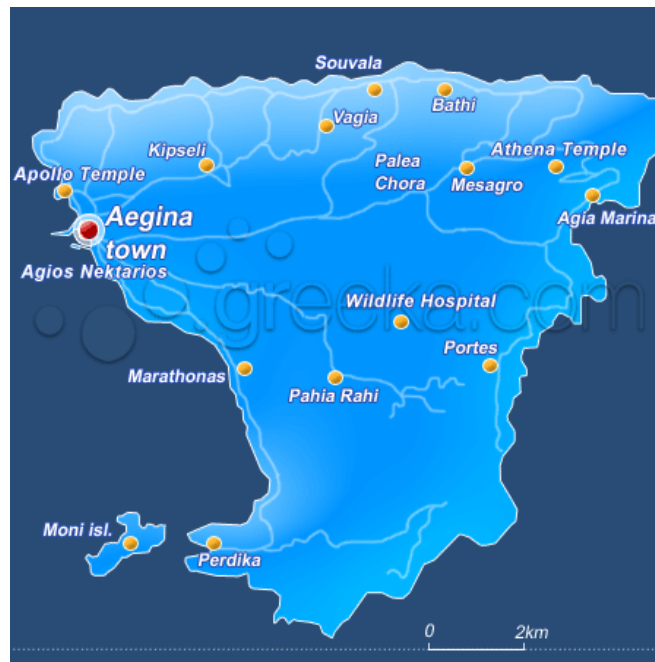 Souvala
Vagia
Bathi
Kipseli
Palea
Chora
Athena Temple
Mesagro
Apollo Temple
Agia Marina
Aegina
town
Agios Nektarios
greeka.com
Wildlife Hospital
Portes
Marathonas
Pahia Rahi
Moni isl.
Perdika
0 2km